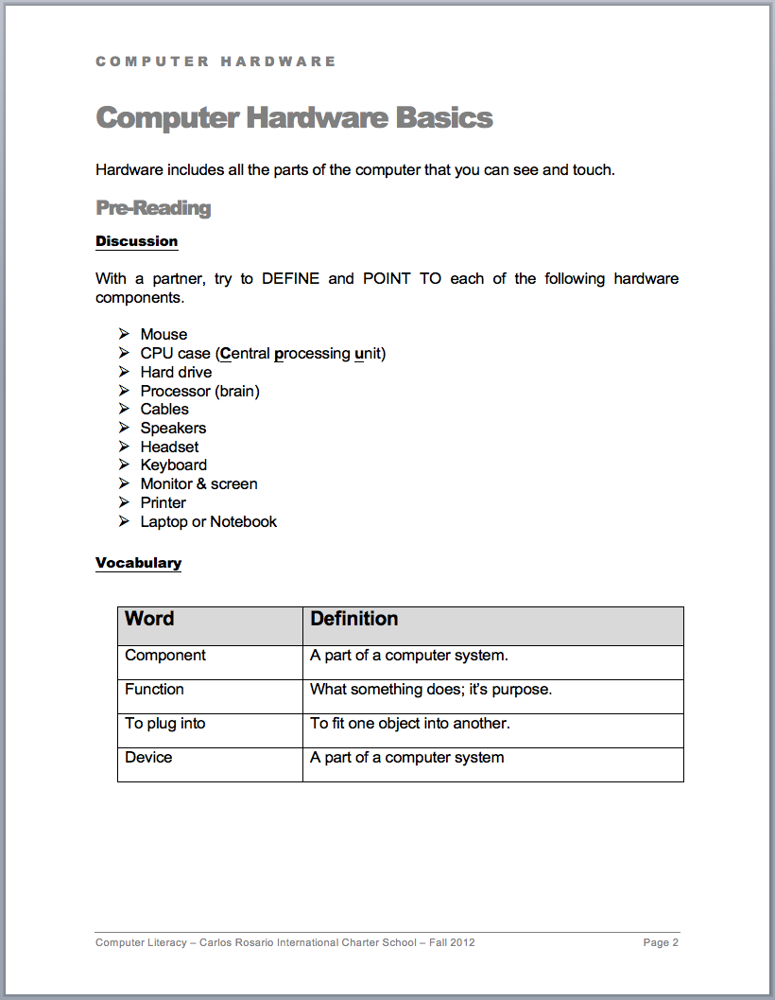 COMPUTER HARDWARE
Computer Hardware Basics
Hardware includes all the parts of the computer that you can see and touch.
Pre-Reading
Discussion
With a partner, try to DEFINE and POINT TO each of the following hardware
components.
➢ Mouse
➢ CPU case (Central processing unit)
➢ Hard drive
➢ Processor (brain)
➢ Cables
➢ Speakers
➢ Headset
➢ Keyboard
➢ Monitor & screen
➢ Printer
➢ Laptop or Notebook
Vocabulary
Word Definition
Component A part of a computer system.
Function What something does; it's purpose.
To plug into To fit one object into another.
Device A part of a computer system
Computer Literacy – Carlos Rosario International Charter School – Fall 2012 Page 2